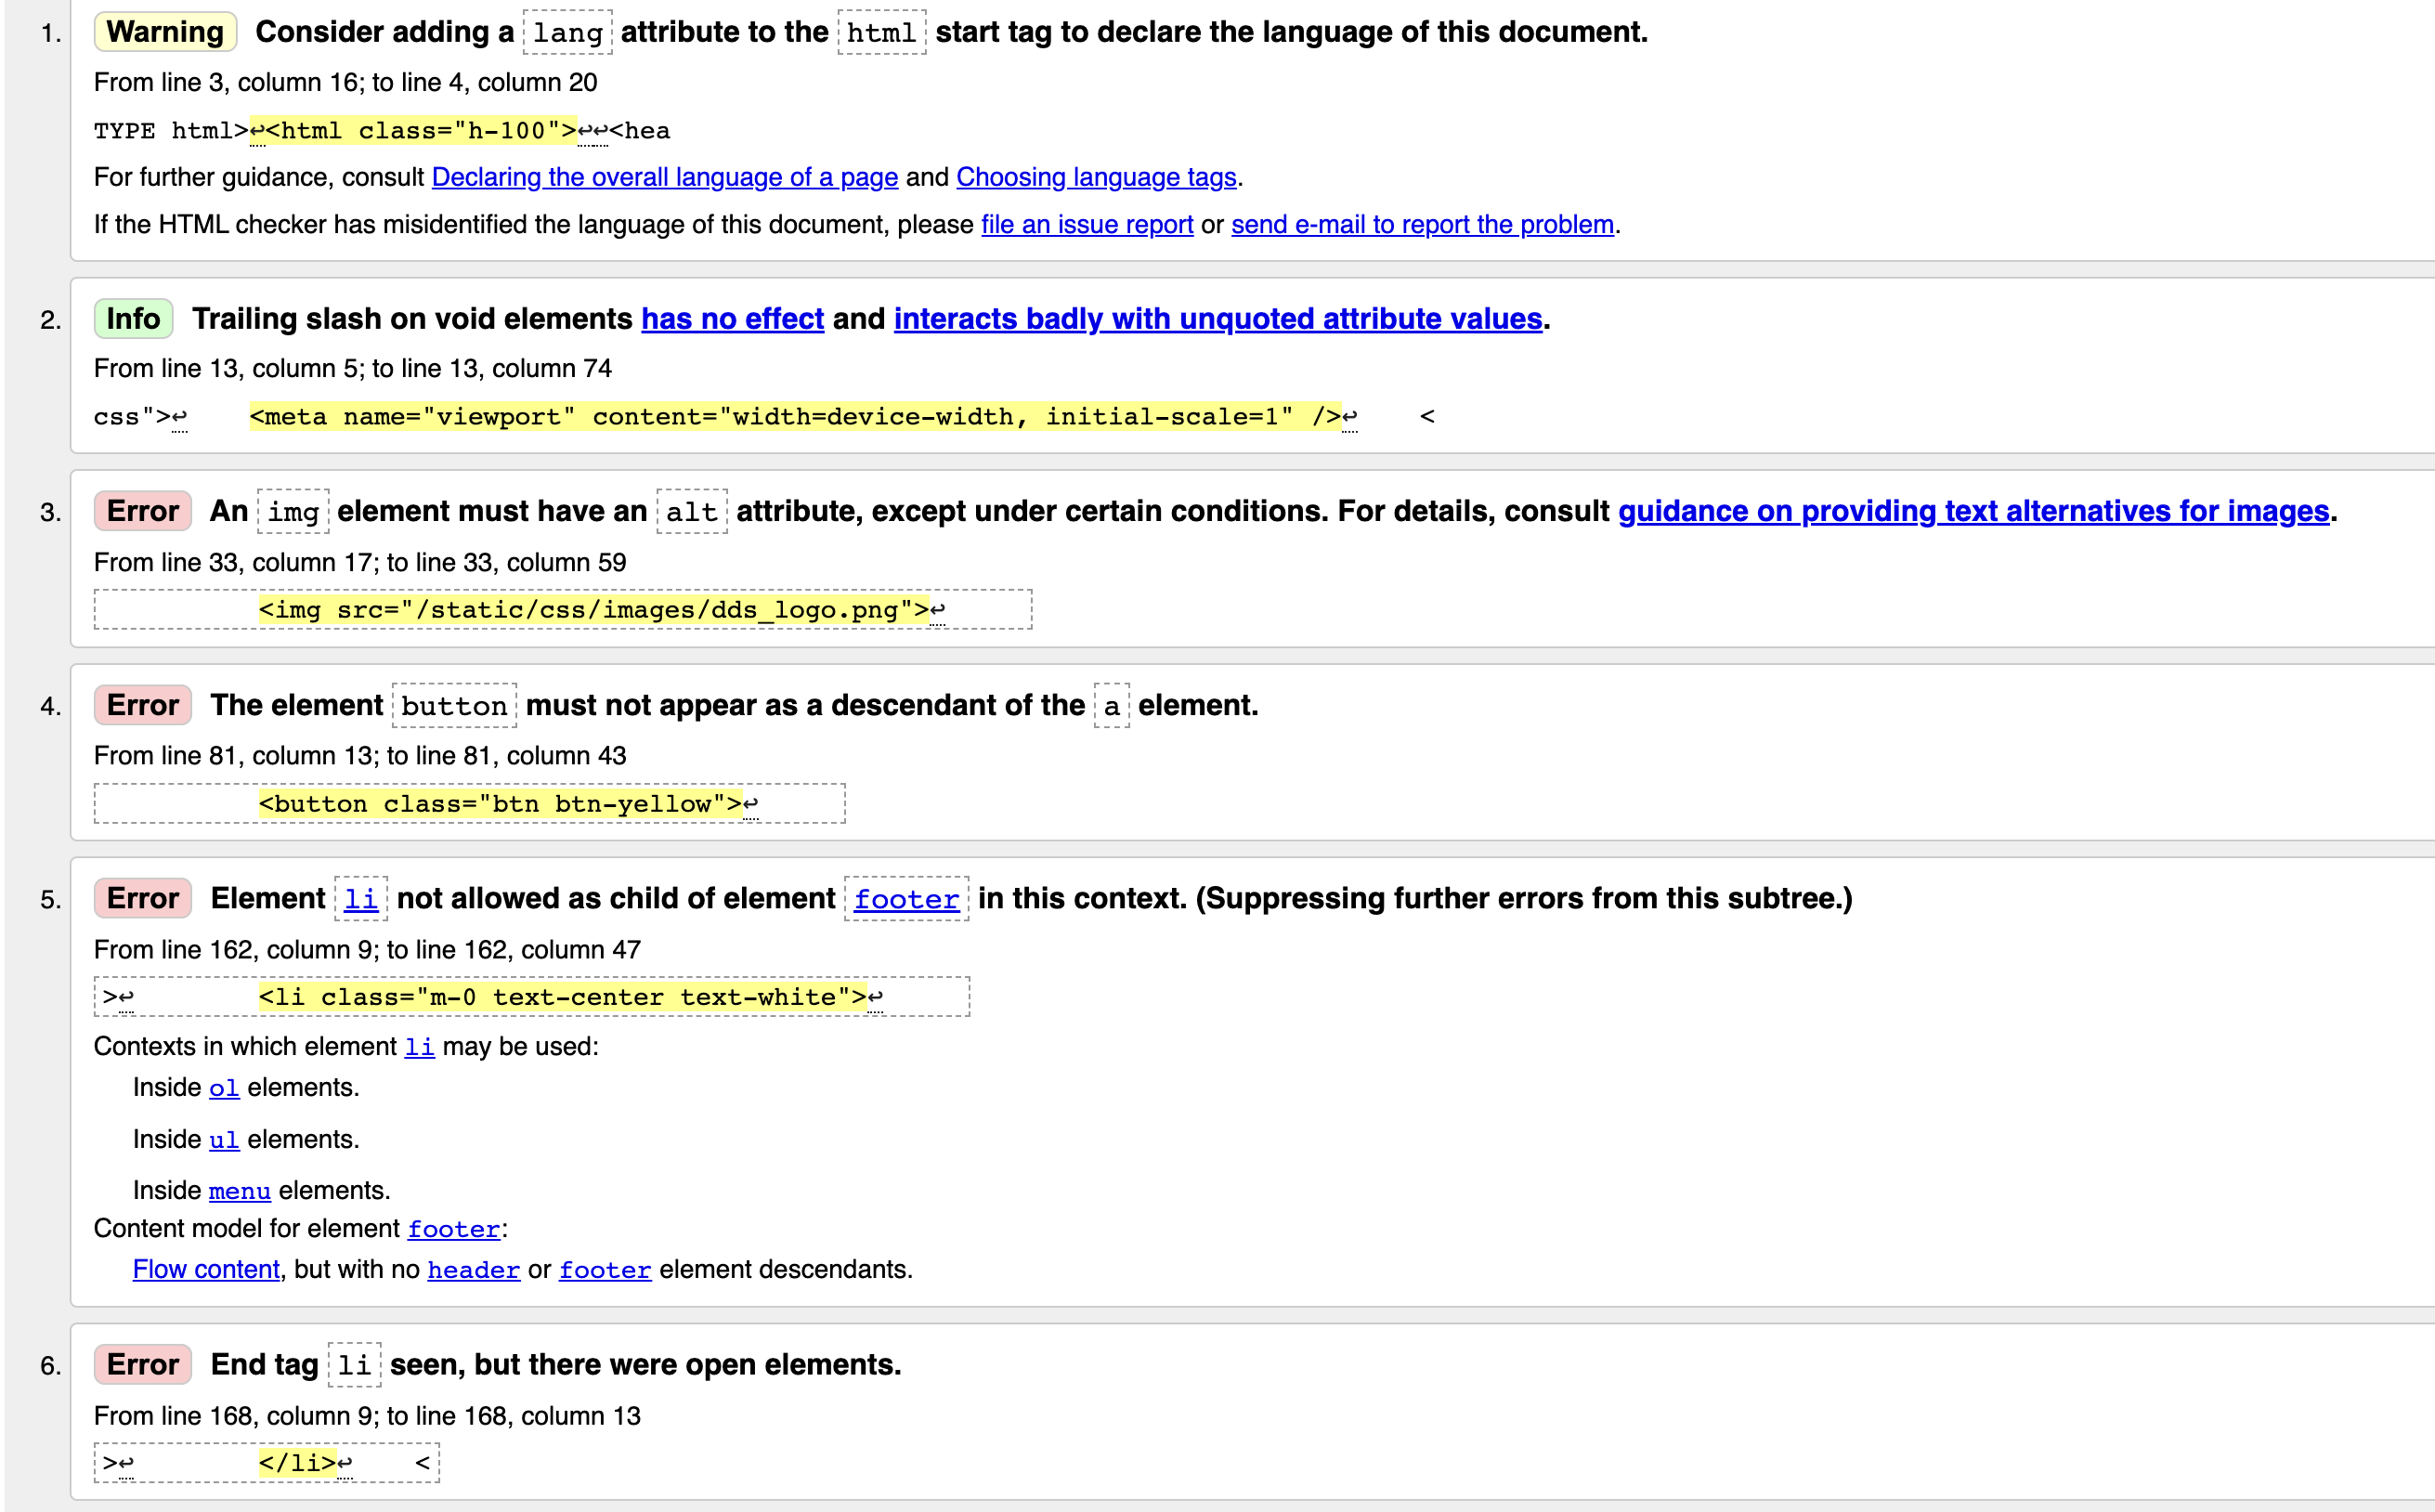 1. Warning Consider adding a lang attribute to the html start tag to declare the language of this document.
From line 3, column 16; to line 4, column 20
TYPE html>↩<html class="h-100">↩↩<hea
For further guidance, consult Declaring the overall language of a page and Choosing language tags.
If the HTML checker has misidentified the language of this document, please file an issue report or send e-mail to report the problem.
2. Info Trailing slash on void elements has no effect and interacts badly with unquoted attribute values.
From line 13, column 5; to line 13, column 74
css">↩    <meta name="viewport" content="width=device-width, initial-scale=1" />↩    <
3. Error An img element must have an alt attribute, except under certain conditions. For details, consult guidance on providing text alternatives for images.
From line 33, column 17; to line 33, column 59
<img src="/static/css/images/dds_logo.png">↩
4. Error The element button must not appear as a descendant of the a element.
From line 81, column 13; to line 81, column 43
<button class="btn btn-yellow">↩
5. Error Element li not allowed as child of element footer in this context. (Suppressing further errors from this subtree.)
From line 162, column 9; to line 162, column 47
>↩        <li class="m-0 text-center text-white">↩
Contexts in which element li may be used:
Inside ol elements.
Inside ul elements.
Inside menu elements.
Content model for element footer:
Flow content, but with no header or footer element descendants.
6. Error End tag li seen, but there were open elements.
From line 168, column 9; to line 168, column 13
>↩        </li>↩    <